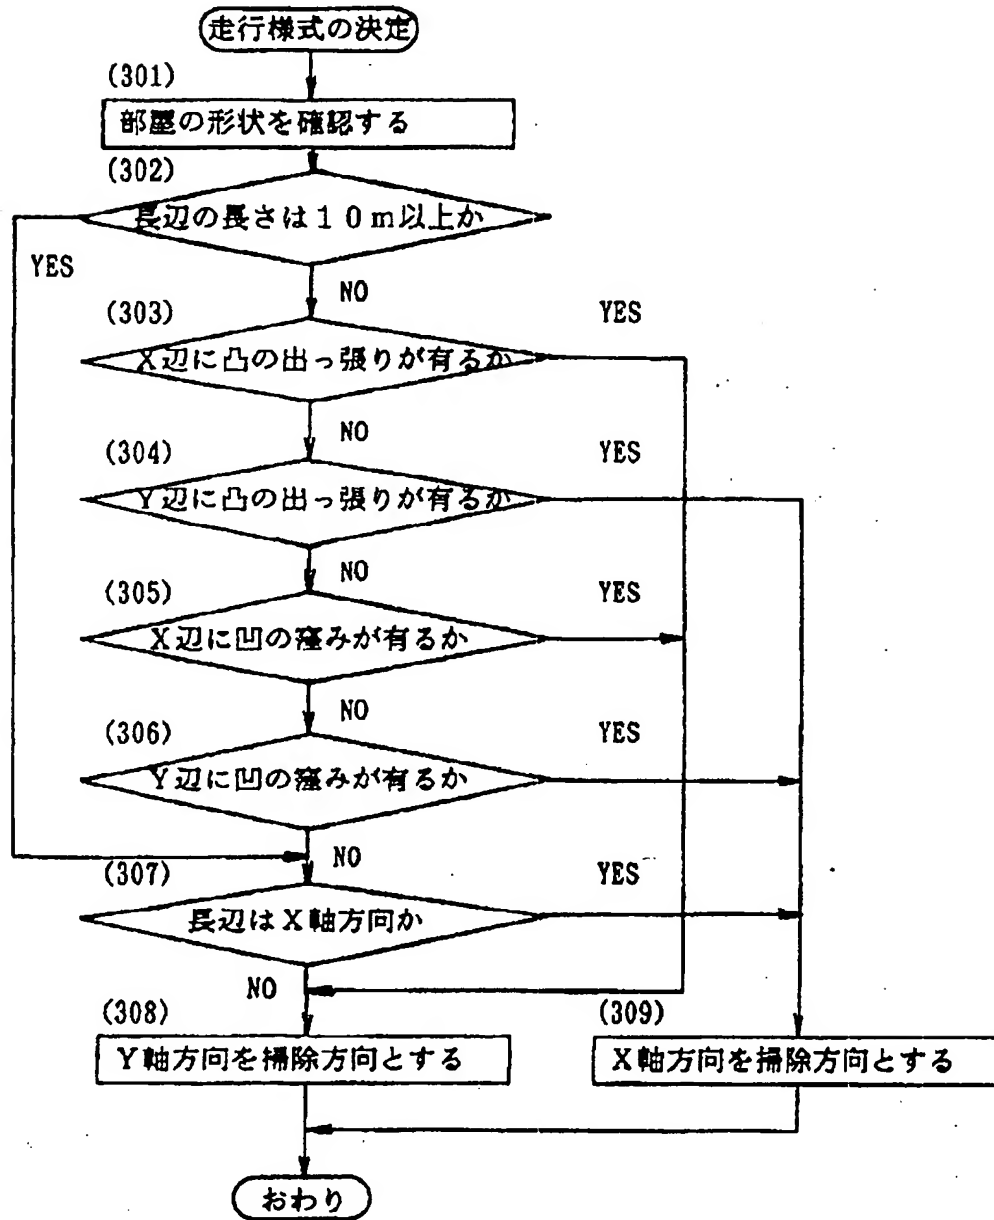 走行様式の決定
(301)
部屋の形状を確認する
(302)
長辺の長さは10m以上か
YES
NO
(303)
YES
X辺に凸の出っ張りが有るか
NO
(304)
YES
Y辺に凸の出っ張りが有るか
NO
(305)
YES
X辺に凹の窪みが有るか
NO
(306)
YES
Y辺に凹の窪みが有るか
NO
(307)
YES
長辺はX軸方向か
NO
(308)
(309)
Y軸方向を掃除方向とする
X軸方向を掃除方向とする
おわり